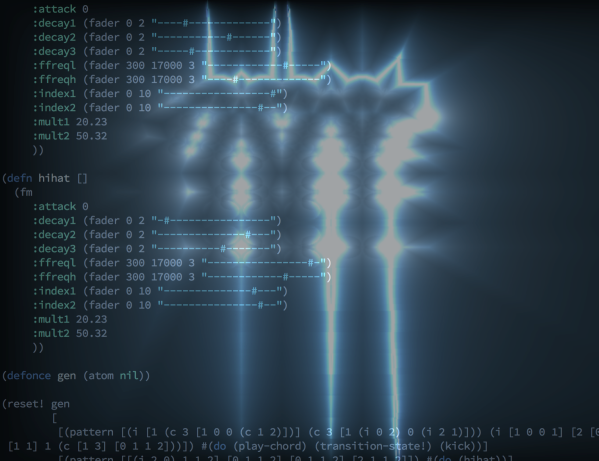 :attack 0
:decay1 (fader 0 2 "----#------------")
:decay2 (fader 0 2 "----------#------")
:decay3 (fader 0 2 "----#------------")
:ffreql (fader 300 17000 3 "------------#-----")
:ffreqh (fader 300 17000 3 "----#-------------")
:index1 (fader 0 10 "-----------------#-")
:index2 (fader 0 10 "---------------#--")
:mult1 20.23
:mult2 50.32
))
(defn hihat []
(fm
:attack 0
:decay1 (fader 0 2 "-#----------------")
:decay2 (fader 0 2 "-------------#---")
:decay3 (fader 0 2 "---------#-------")
:ffreql (fader 300 17000 3 "----------------#-")
:ffreqh (fader 300 17000 3 "------------#-----")
:index1 (fader 0 10 "--------------#---")
:index2 (fader 0 10 "---------------#--")
:mult1 20.23
:mult2 50.32
))
(defonce gen (atom nil))
(reset! gen
[
[(pattern [(i [1 (c 3 [1 0 0 (c 1 2)])] (c 3 [1 (i 0 2) 0 (i 2 1)])) (i [1 0 0 1] [2 [0
[1 1] 1 (c [1 3] [0 1 1 2]))]) #(do (play-chord) (transition-state!) (kick))]